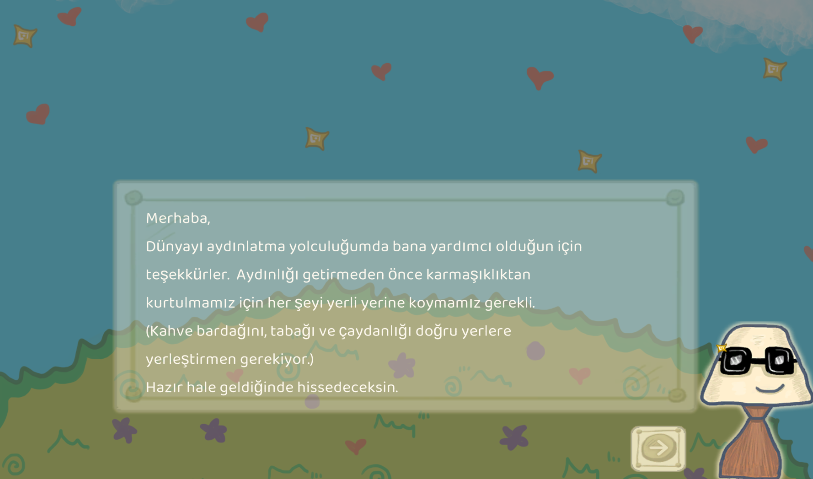 Merhaba,
Dünyayı aydınlatma yolculuğumda bana yardımcı olduğun için
teşekkürler. Aydınlığı getirmeden önce karmaşıklıktan
kurtulmamız için her şeyi yerli yerine koymamız gerekli.
(Kahve bardağını, tabağı ve çaydanlığı doğru yerlere
yerleştirmen gerekiyor.)
Hazır hale geldiğinde hissedeceksin.